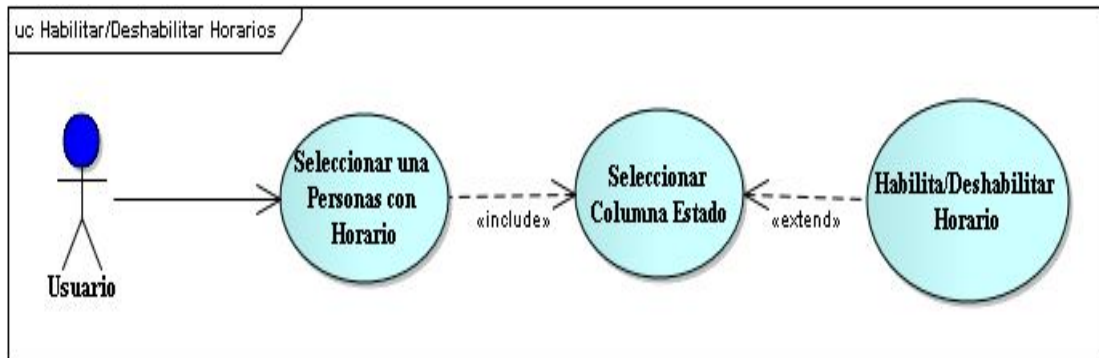 uc Habilitar/Deshabilitar Horarios
Usuario
Seleccionar una
Personas con
Horario
«include»
Seleccionar
Columna Estado
«extend»
Habilita/Deshabilitar
Horario